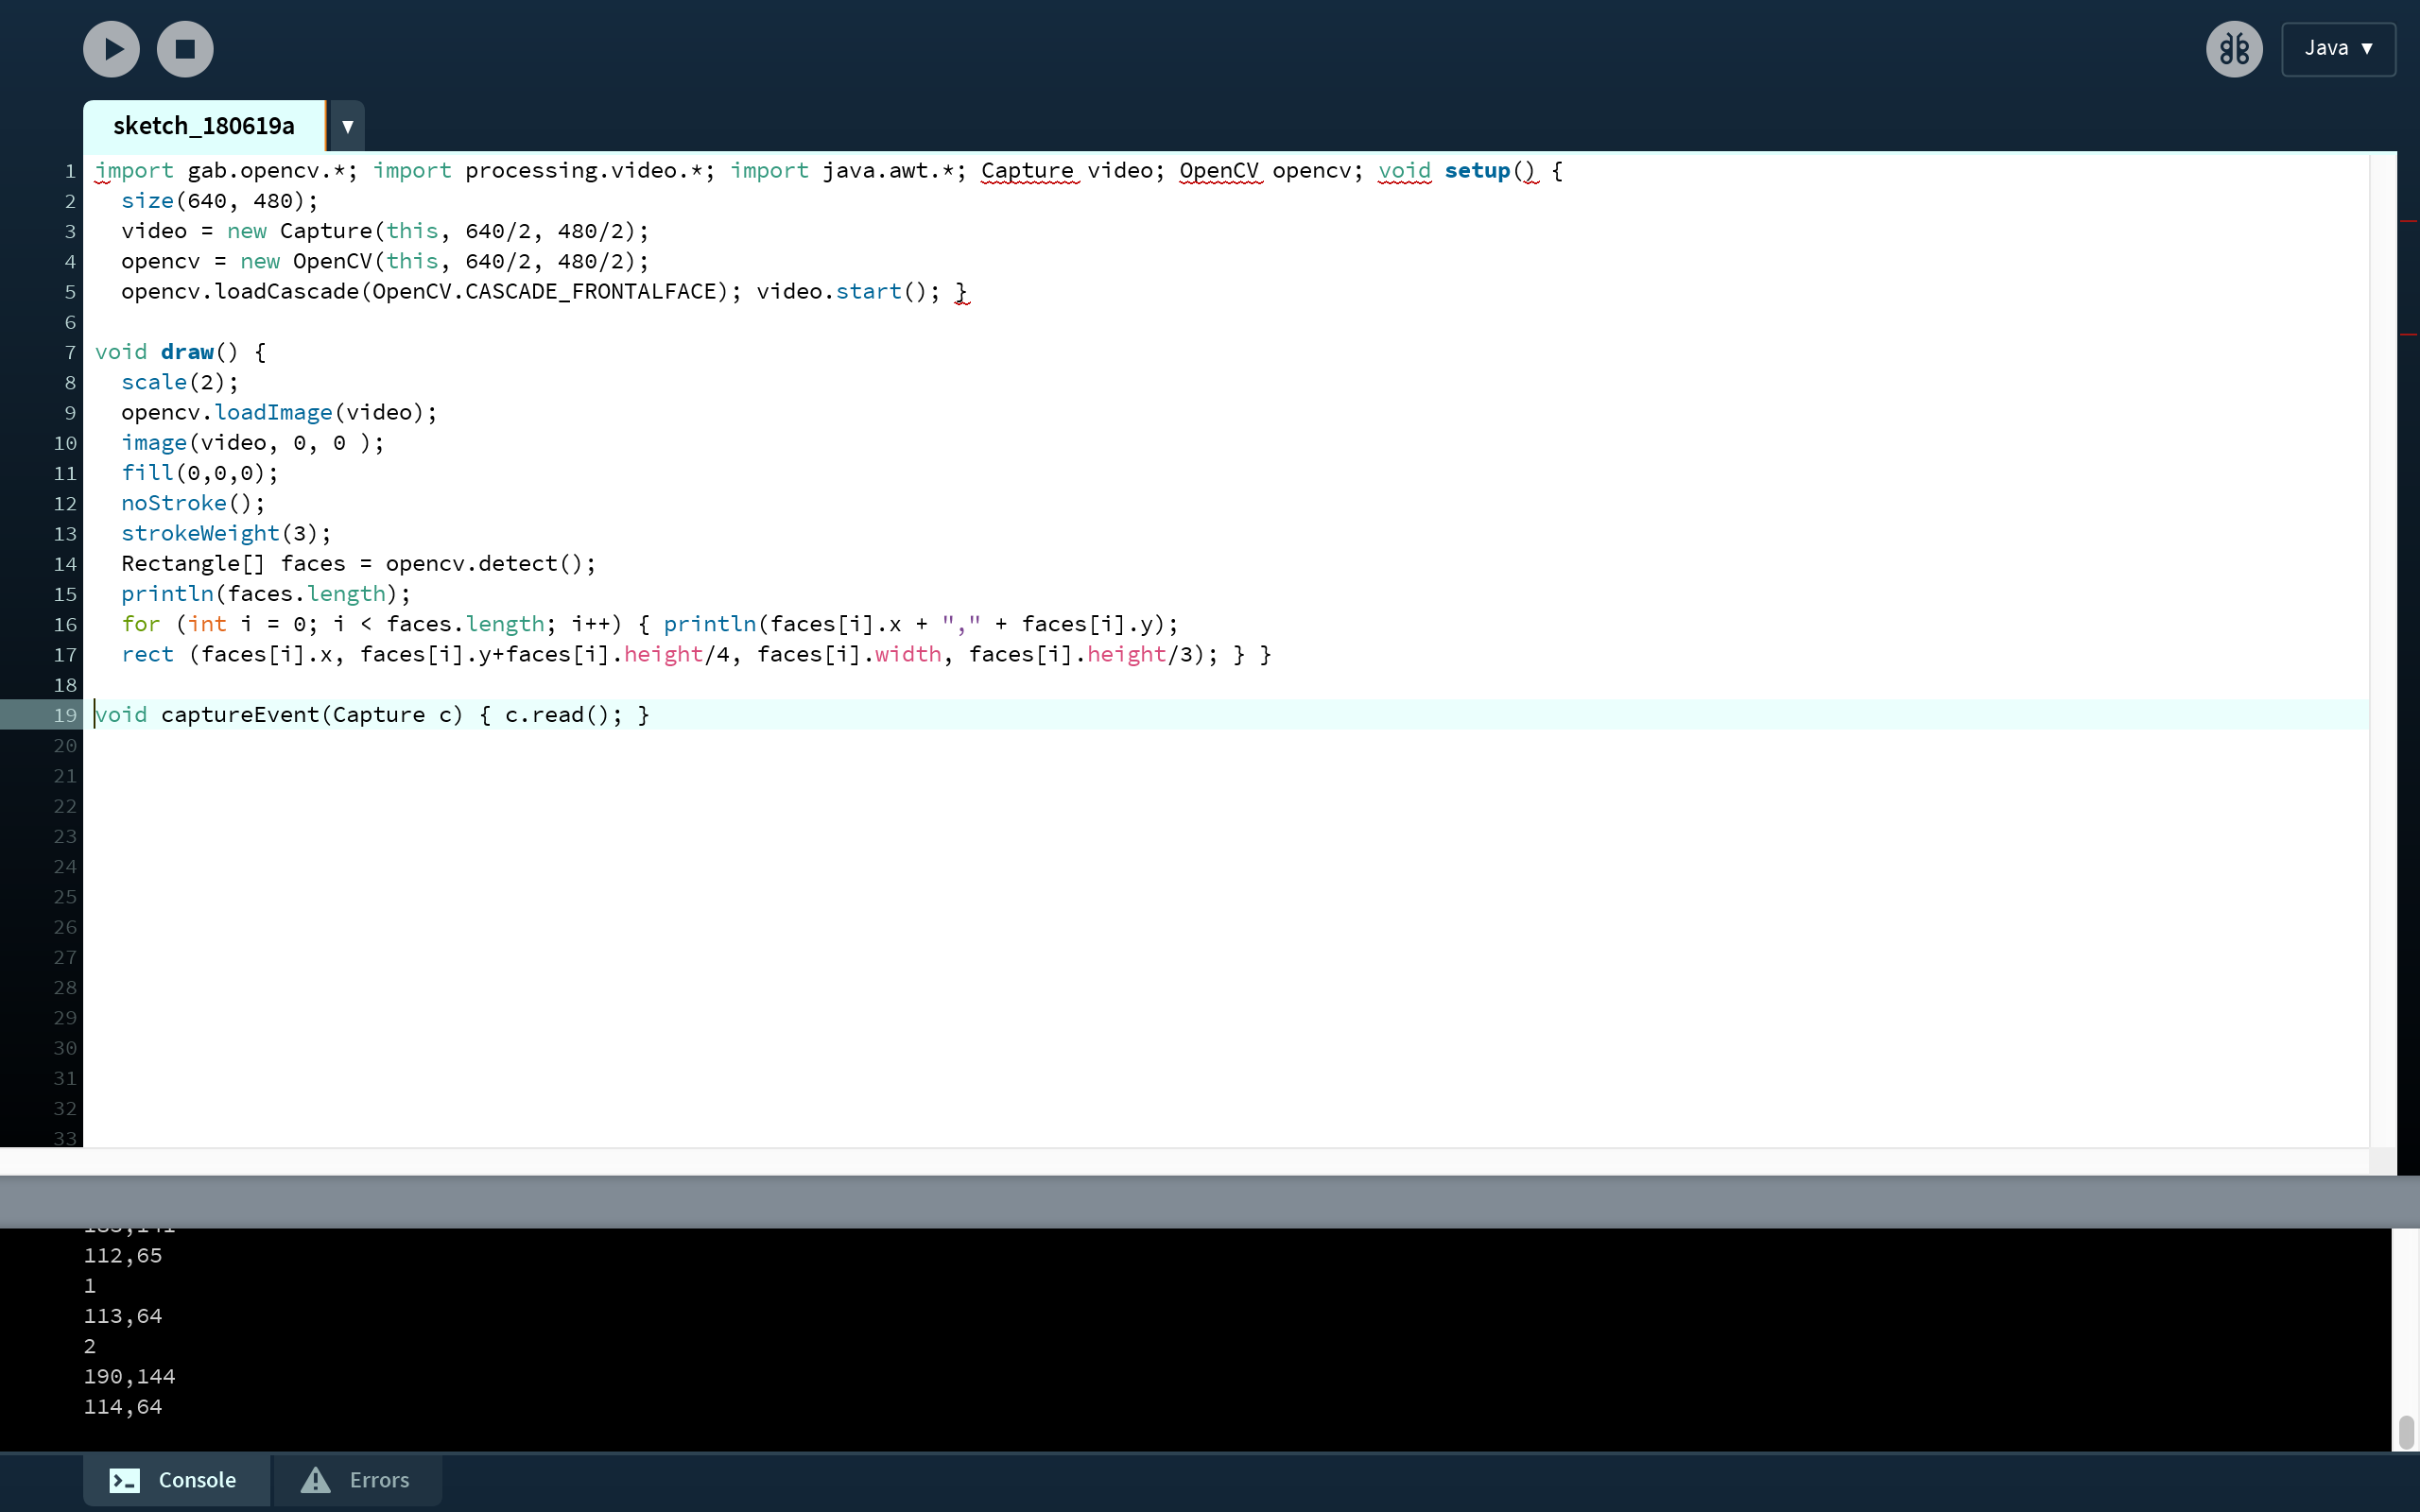 Java ▼
sketch_180619a ▼
1 import gab.opencv.*; import processing.video.*; import java.awt.*; Capture video; OpenCV opencv; void setup() {
2 size(640, 480);
3 video = new Capture(this, 640/2, 480/2);
4 opencv = new OpenCV(this, 640/2, 480/2);
5 opencv.loadCascade(OpenCV.CASCADE_FRONTALFACE); video.start(); }
6
7 void draw() {
8 scale(2);
9 opencv.loadImage(video);
10 image(video, 0, 0 );
11 fill(0,0,0);
12 noStroke();
13 strokeWeight(3);
14 Rectangle[] faces = opencv.detect();
15 println(faces.length);
16 for (int i = 0; i < faces.length; i++) { println(faces[i].x + "," + faces[i].y);
17 rect (faces[i].x, faces[i].y+faces[i].height/4, faces[i].width, faces[i].height/3); } }
18
19 void captureEvent(Capture c) { c.read(); }
20
21
22
23
24
25
26
27
28
29
30
31
32
33
112,65
1
113,64
2
190,144
114,64
Console Errors